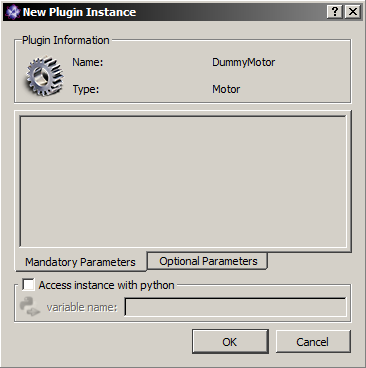 New Plugin Instance
Plugin Information
Name: DummyMotor
Type: Motor
Mandatory Parameters Optional Parameters
Access instance with python
variable name:
OK Cancel